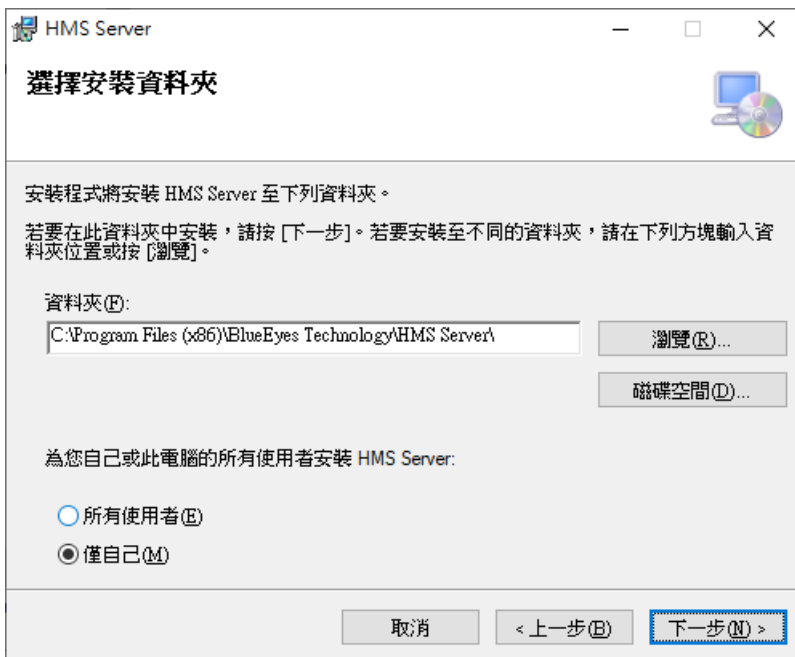 HMS Server
選擇安裝資料夾
安裝程式將安裝 HMS Server 至下列資料夾。
若要在此資料夾中安裝，請按 [下一步]。若要安裝至不同的資料夾，請在下列方塊輸入資
料夾位置或按 [瀏覽]。
資料夾(F):
C:\Program Files (x86)\BlueEyes Technology\HMS Server\
瀏覽(R)...
磁碟空間(D)...
為您自己或此電腦的所有使用者安裝 HMS Server:
所有使用者(E)
僅自己(M)
取消
< 上一步(B)
下一步(N) >